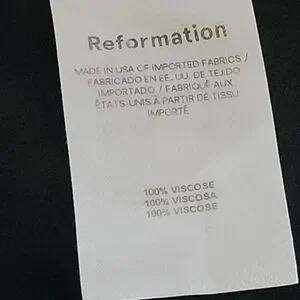 Reformation
MADE IN USA OF IMPORTED FABRICS /
FABRICADO EN EE. UU. DE TEJIDO
IMPORTADO / FABRIQUÉ AUX
ÉTATS-UNIS À PARTIR DE TISSU
IMPORTÉ
100% VISCOSE
100% VISCOSA
100% VISCOSE